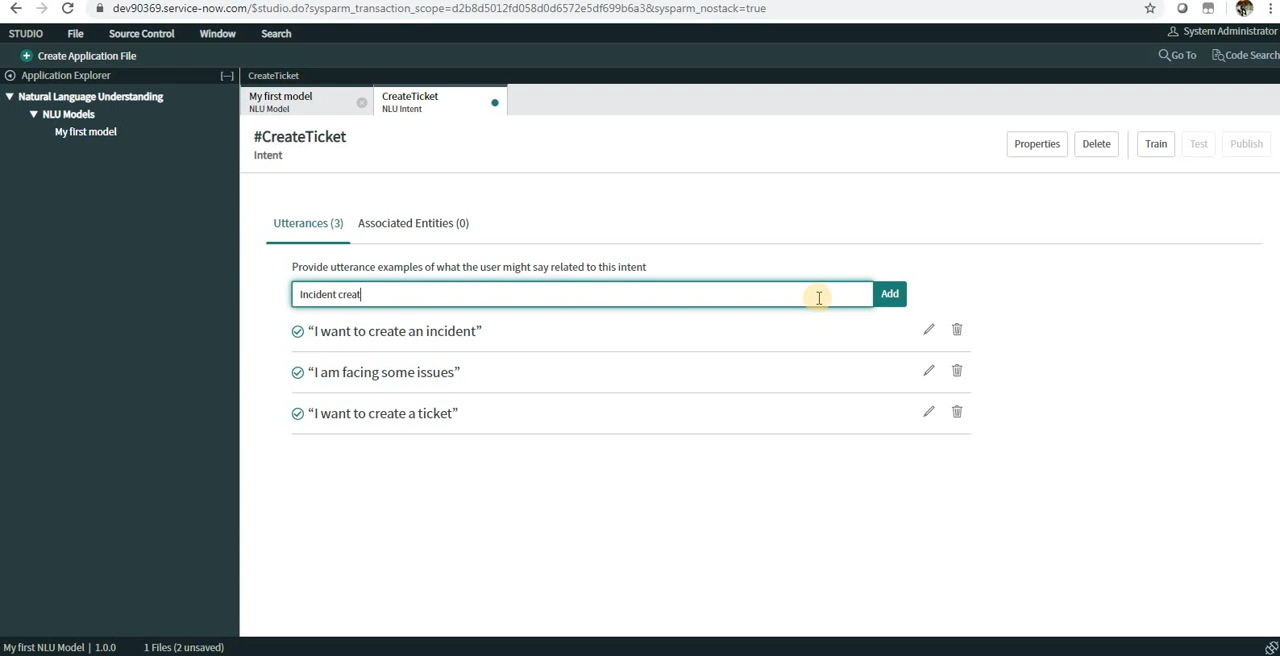 dev90369.service-now.com/$studio.do?sysparm_transaction_scope=d2b8d5012fd058d0d6572e5df699b6a3&sysparm_nostack=true
STUDIO File Source Control Window Search System Administrator
Create Application File Go To Code Search
Application Explorer CreateTicket
Natural Language Understanding
NLU Models
My first model
My first model
NLU Model
CreateTicket
NLU Intent
#CreateTicket
Intent
Properties Delete Train Test Publish
Utterances (3) Associated Entities (0)
Provide utterance examples of what the user might say related to this intent
Incident creat Add
“I want to create an incident”
“I am facing some issues”
“I want to create a ticket”
My first NLU Model | 1.0.0 1 Files (2 unsaved)